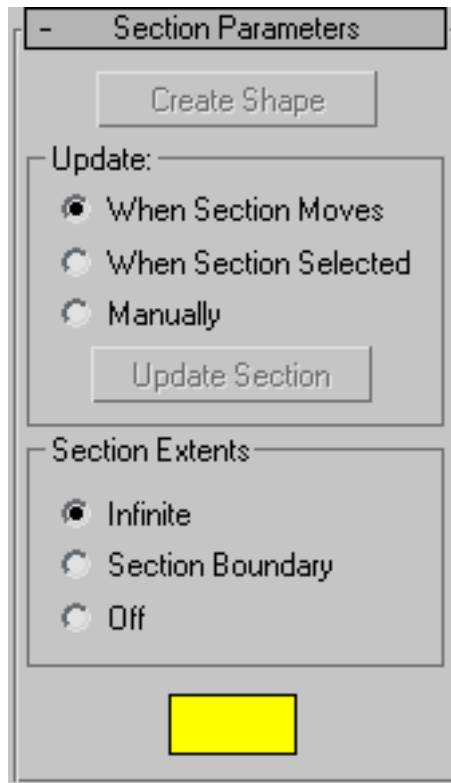 - Section Parameters
Create Shape
Update:
When Section Moves
When Section Selected
Manually
Update Section
Section Extents
Infinite
Section Boundary
Off